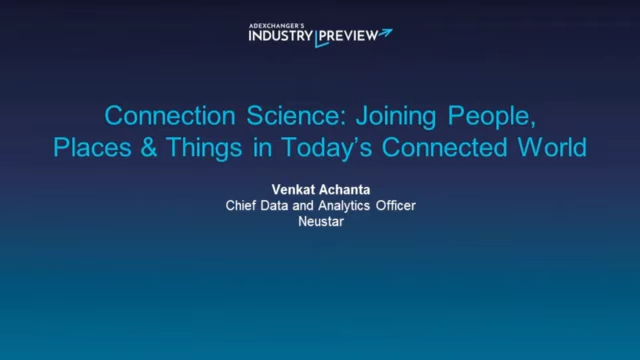 ADEXCHANGER'S
INDUSTRY PREVIEW
Connection Science: Joining People,
Places & Things in Today's Connected World
Venkat Achanta
Chief Data and Analytics Officer
Neustar